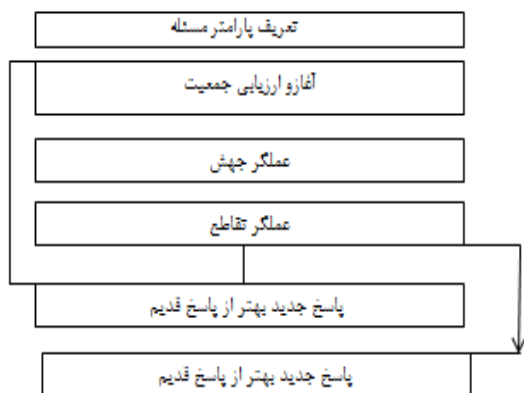 تعریف پارامتر مسئله
آغازو ارزیابی جمعیت
عملگر جهش
عملگر تقاطع
پاسخ جدید بهتر از پاسخ قدیم
پاسخ جدید بهتر از پاسخ قدیم